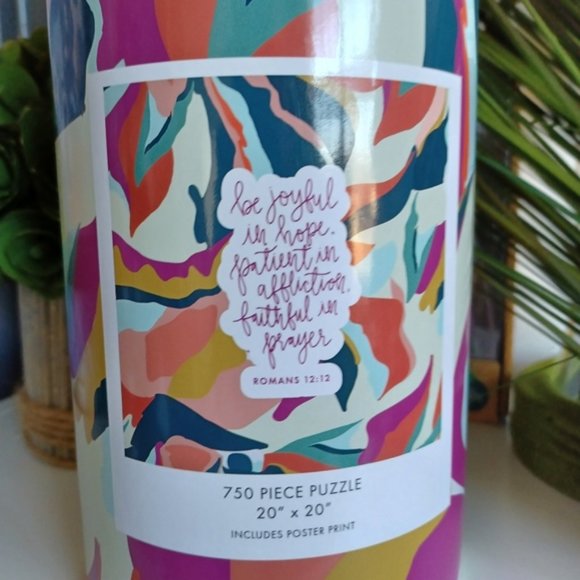 be joyful
in hope.
patient in
affliction.
faithful in
prayer
ROMANS 12:12
750 PIECE PUZZLE
20" x 20"
INCLUDES POSTER PRINT